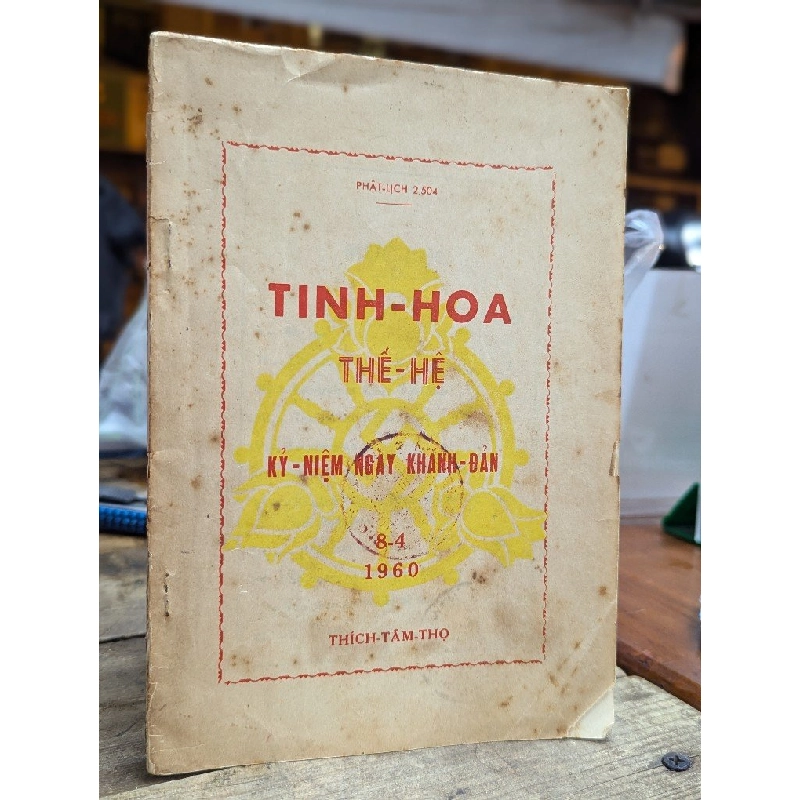 PHẬT-LỊCH 2.504
TINH-HOA
THẾ-HỆ
KỶ-NIỆM NGÀY KHÁNH-ĐẢN
8-4
1960
THÍCH-TÂM-THỌ